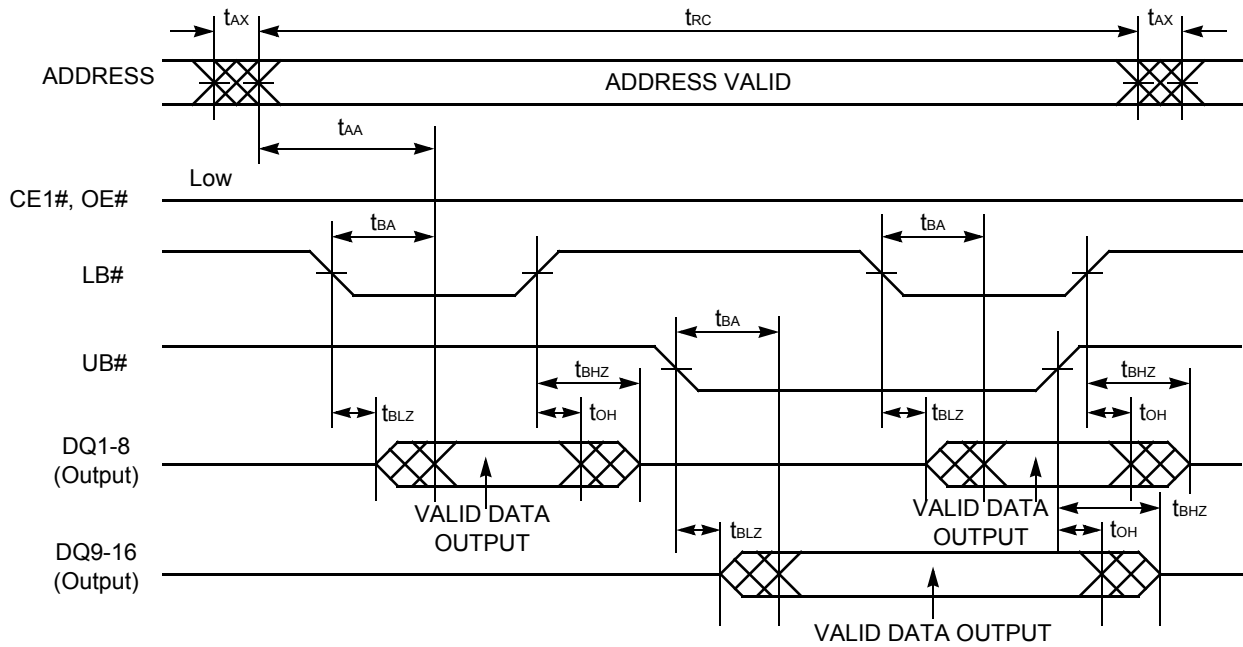 tAX tRC tAX
ADDRESS ADDRESS VALID
tAA
Low
CE1#, OE#
tBA tBA
LB#
tBA
UB#
tBHZ tBHZ
tBLZ tOH tBLZ tOH
DQ1-8
(Output)
VALID DATA
OUTPUT
VALID DATA
OUTPUT
tBHZ
tBLZ tOH
DQ9-16
(Output)
VALID DATA OUTPUT